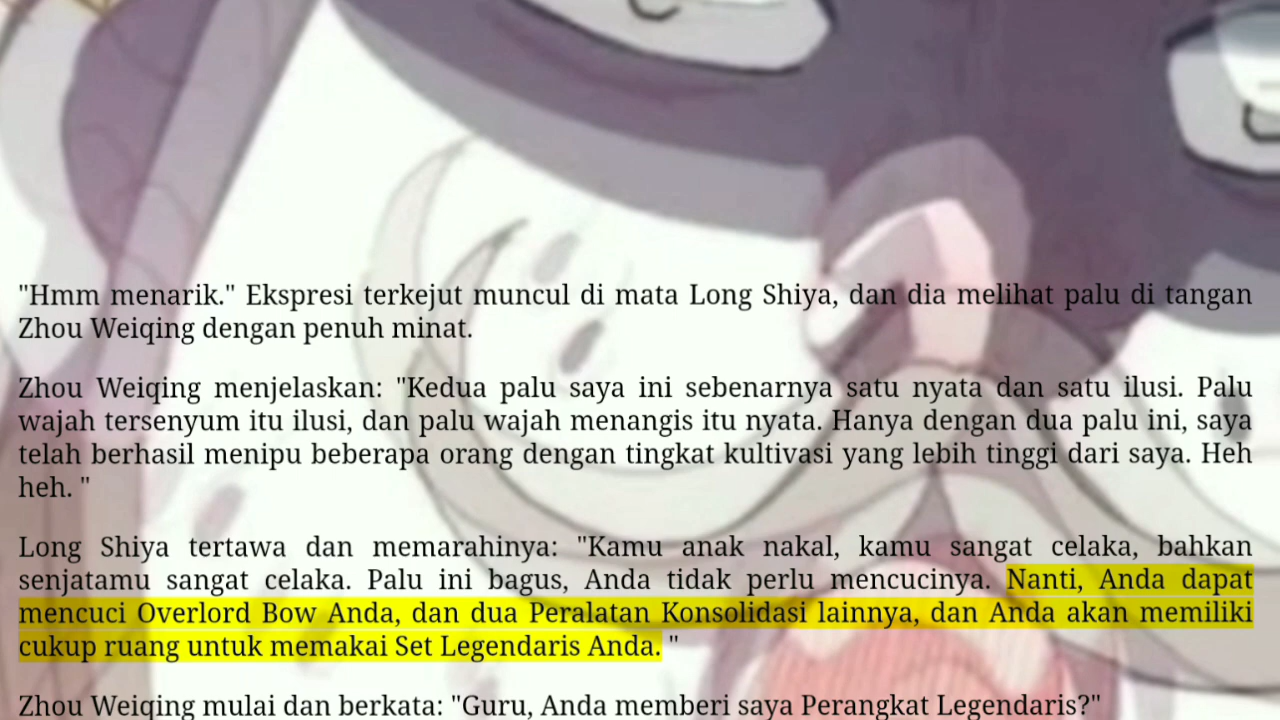 "Hmm menarik." Ekspresi terkejut muncul di mata Long Shiya, dan dia melihat palu di tangan
Zhou Weiqing dengan penuh minat.
Zhou Weiqing menjelaskan: "Kedua palu saya ini sebenarnya satu nyata dan satu ilusi. Palu
wajah tersenyum itu ilusi, dan palu wajah menangis itu nyata. Hanya dengan dua palu ini, saya
telah berhasil menipu beberapa orang dengan tingkat kultivasi yang lebih tinggi dari saya. Heh
heh. "
Long Shiya tertawa dan memarahinya: "Kamu anak nakal, kamu sangat celaka, bahkan
senjatamu sangat celaka. Palu ini bagus, Anda tidak perlu mencucinya. Nanti, Anda dapat
mencuci Overlord Bow Anda, dan dua Peralatan Konsolidasi lainnya, dan Anda akan memiliki
cukup ruang untuk memakai Set Legendaris Anda. "
Zhou Weiqing mulai dan berkata: "Guru, Anda memberi saya Perangkat Legendaris?"